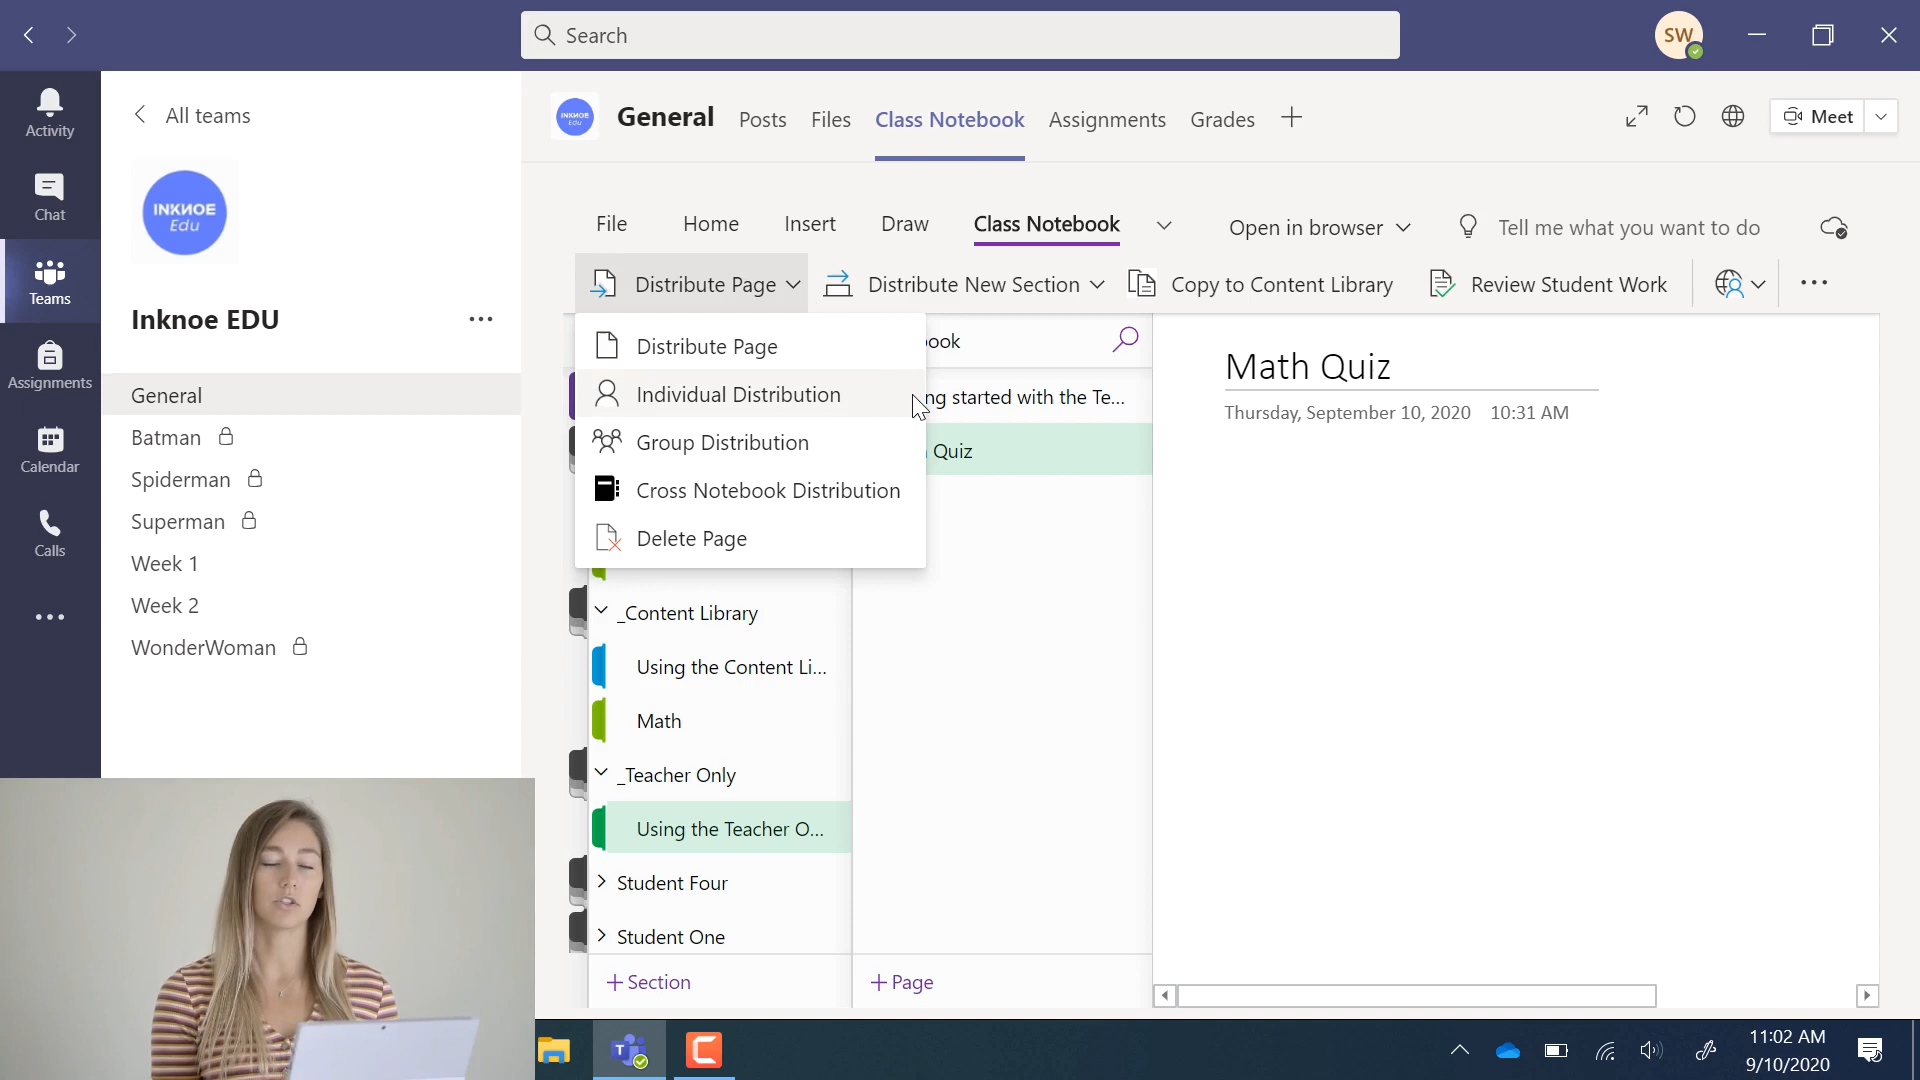 Search
SW
Activity
Chat
Teams
Assignments
Calendar
Calls
All teams
INKNOE
Edu
Inknoe EDU
General
Batman
Spiderman
Superman
Week 1
Week 2
WonderWoman
INKNOE
Edu
General
Posts
Files
Class Notebook
Assignments
Grades
Meet
File
Home
Insert
Draw
Class Notebook
Open in browser
Tell me what you want to do
Distribute Page
Distribute New Section
Copy to Content Library
Review Student Work
Distribute Page
Individual Distribution
Group Distribution
Cross Notebook Distribution
Delete Page
ook
ng started with the Te...
Quiz
_Content Library
Using the Content Li...
Math
_Teacher Only
Using the Teacher O...
Student Four
Student One
+ Section
+ Page
Math Quiz
Thursday, September 10, 2020 10:31 AM
T
C
11:02 AM
9/10/2020